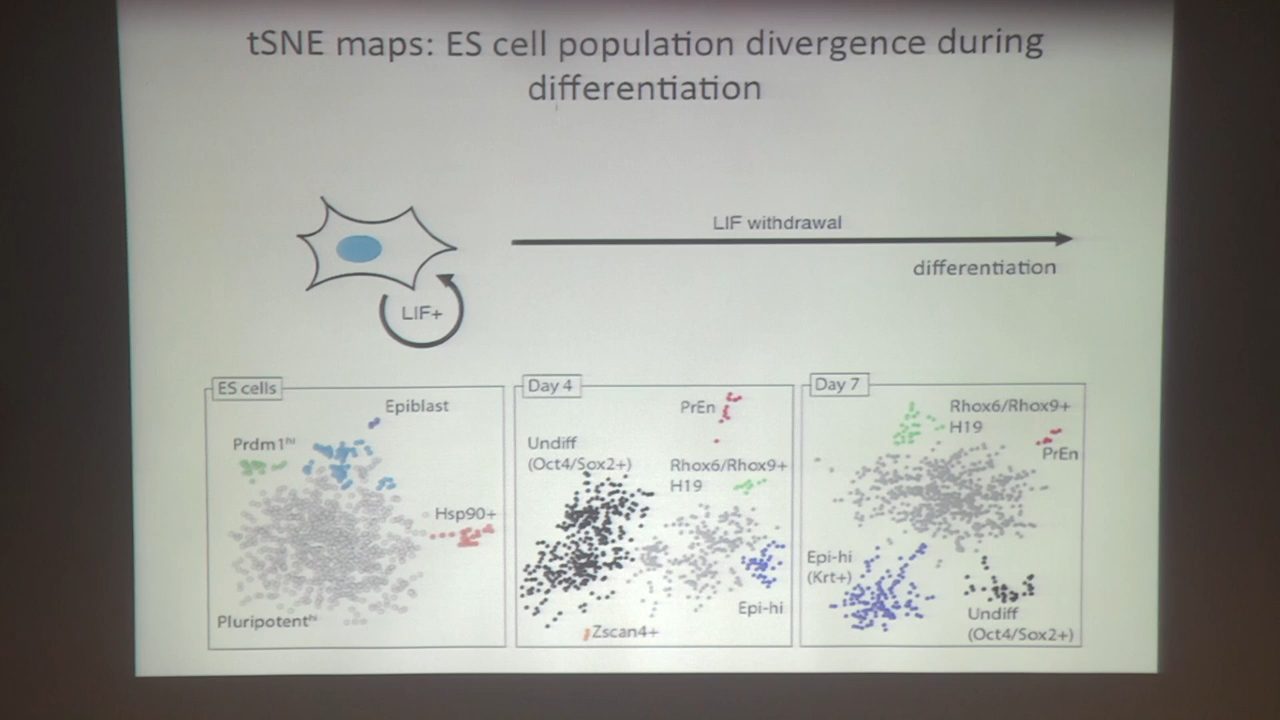 tSNE maps: ES cell population divergence during
differentiation
LIF withdrawal
differentiation
LIF+
ES cells
Epiblast
Prdm1hi
Hsp90+
Pluripotenthi
Day 4
PrEn
Undiff
(Oct4/Sox2+)
Rhox6/Rhox9+
H19
Epi-hi
Zscan4+
Day 7
Rhox6/Rhox9+
H19
PrEn
Epi-hi
(Krt+)
Undiff
(Oct4/Sox2+)